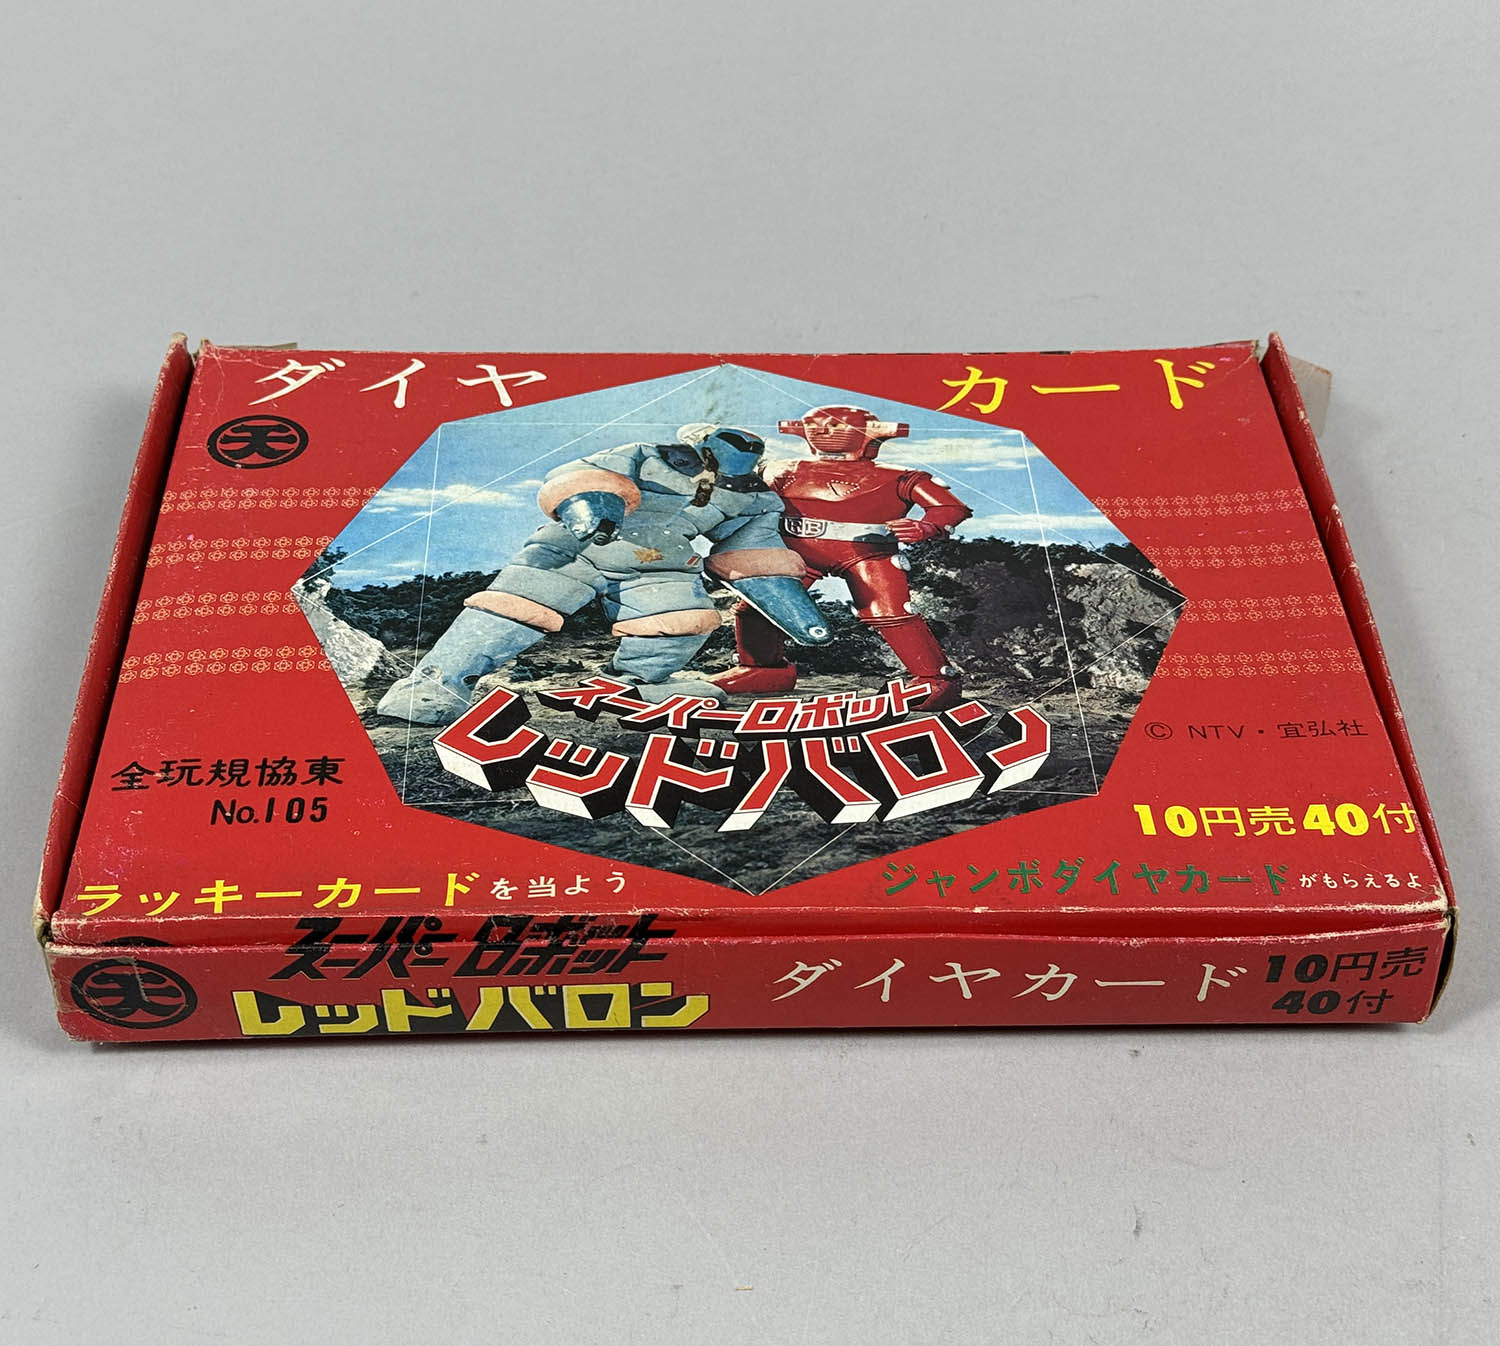 ダイヤ カード
天
RB
スーパーロボット
レッドバロン
© NTV・宣弘社
全玩規協東
No.105
10円売40付
ラッキーカードを当よう
ジャンボダイヤカードがもらえるよ
天
スーパーロボット
レッドバロン
ダイヤカード
10円売
40付